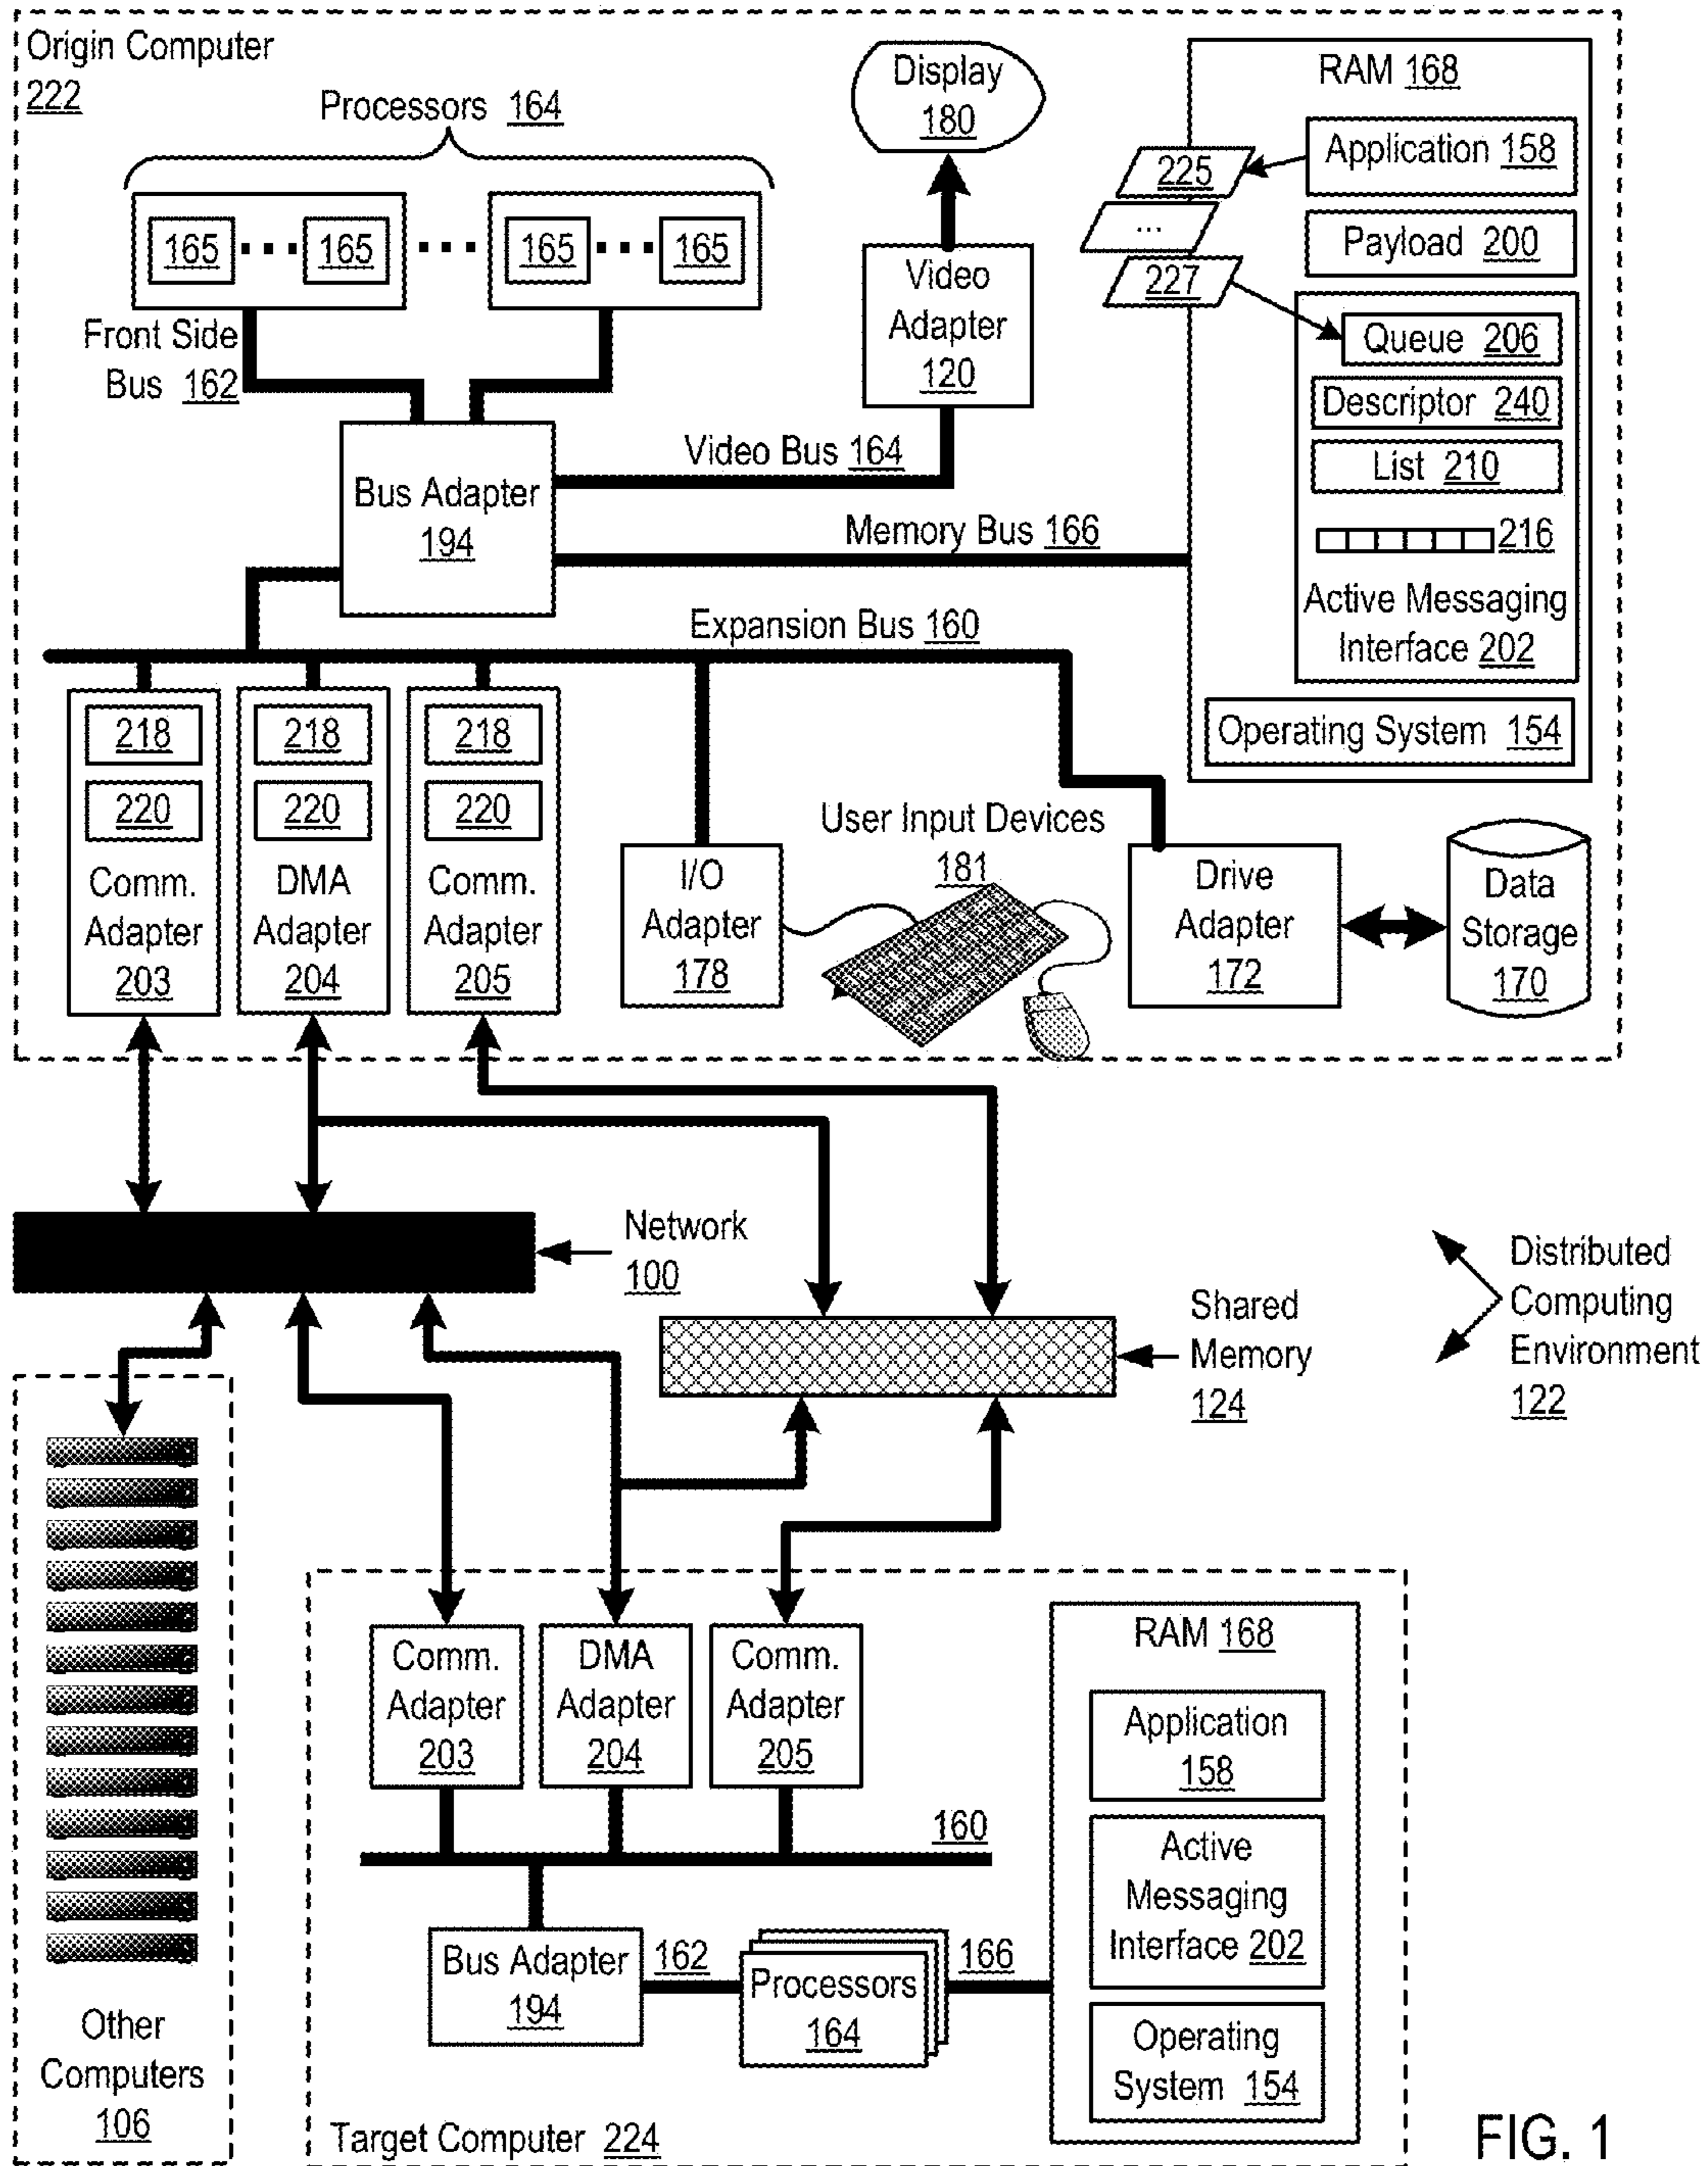 Origin Computer
222
Processors 164
165 165 165 165
Front Side
Bus 162
Display
180
Video
Adapter
120
RAM 168
Application 158
225
...
227
Payload 200
Queue 206
Descriptor 240
List 210
216
Active Messaging
Interface 202
Operating System 154
Bus Adapter
194
Video Bus 164
Memory Bus 166
Expansion Bus 160
218
220
Comm.
Adapter
203
218
220
DMA
Adapter
204
218
220
Comm.
Adapter
205
I/O
Adapter
178
User Input Devices
181
Drive
Adapter
172
Data
Storage
170
Network
100
Shared
Memory
124
Distributed
Computing
Environment
122
Other
Computers
106
Comm.
Adapter
203
DMA
Adapter
204
Comm.
Adapter
205
160
Bus Adapter
194
162
Processors
164
166
RAM 168
Application
158
Active
Messaging
Interface 202
Operating
System 154
Target Computer 224
FIG. 1